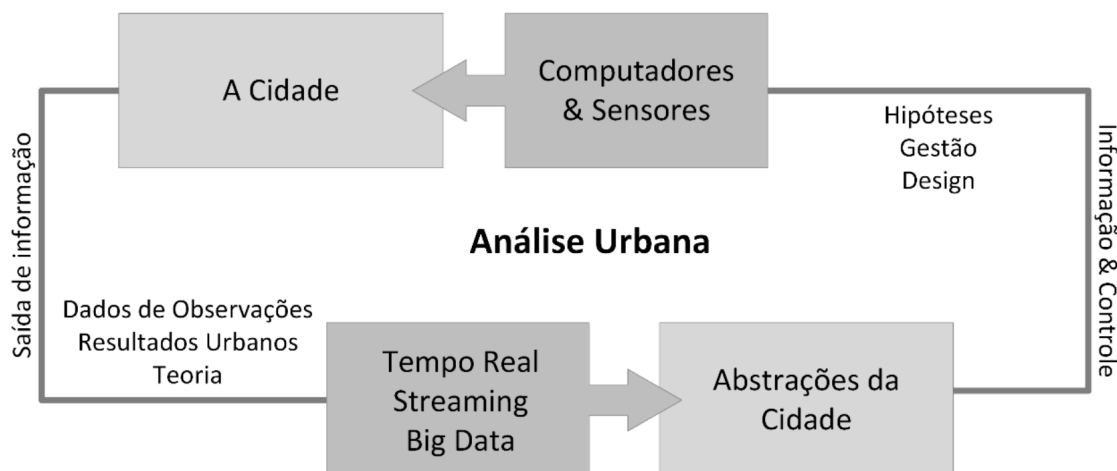 A Cidade
Computadores
& Sensores
Hipóteses
Gestão
Design
Informação & Controle
Saída de informação
Análise Urbana
Dados de Observações
Resultados Urbanos
Teoria
Tempo Real
Streaming
Big Data
Abstrações da
Cidade